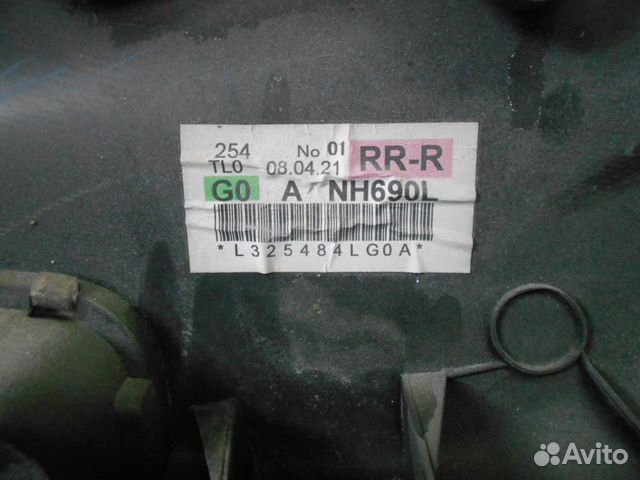 254 No 01 RR-R
TL0 08.04.21
G0 A NH690L
*L325484LG0A*
Avito